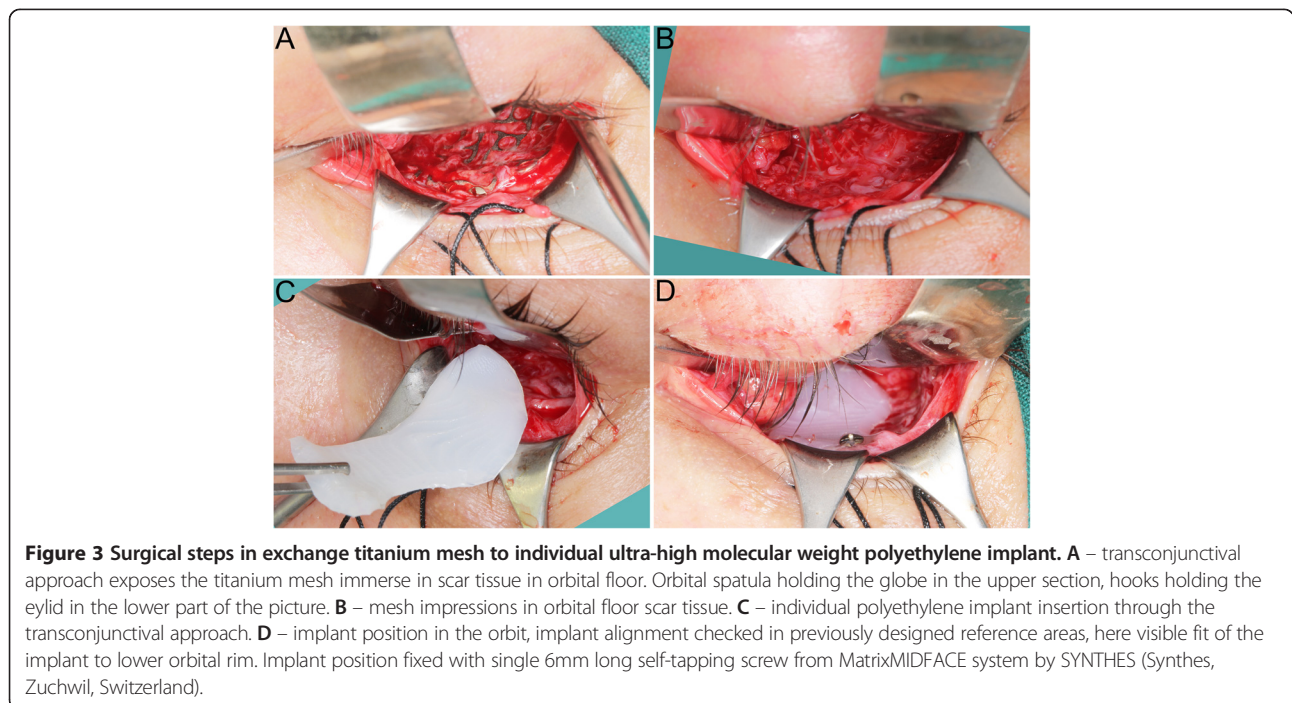 A
B
C
D
Figure 3 Surgical steps in exchange titanium mesh to individual ultra-high molecular weight polyethylene implant. A – transconjunctival
approach exposes the titanium mesh immerse in scar tissue in orbital floor. Orbital spatula holding the globe in the upper section, hooks holding the
eylid in the lower part of the picture. B – mesh impressions in orbital floor scar tissue. C – individual polyethylene implant insertion through the
transconjunctival approach. D – implant position in the orbit, implant alignment checked in previously designed reference areas, here visible fit of the
implant to lower orbital rim. Implant position fixed with single 6mm long self-tapping screw from MatrixMIDFACE system by SYNTHES (Synthes,
Zuchwil, Switzerland).